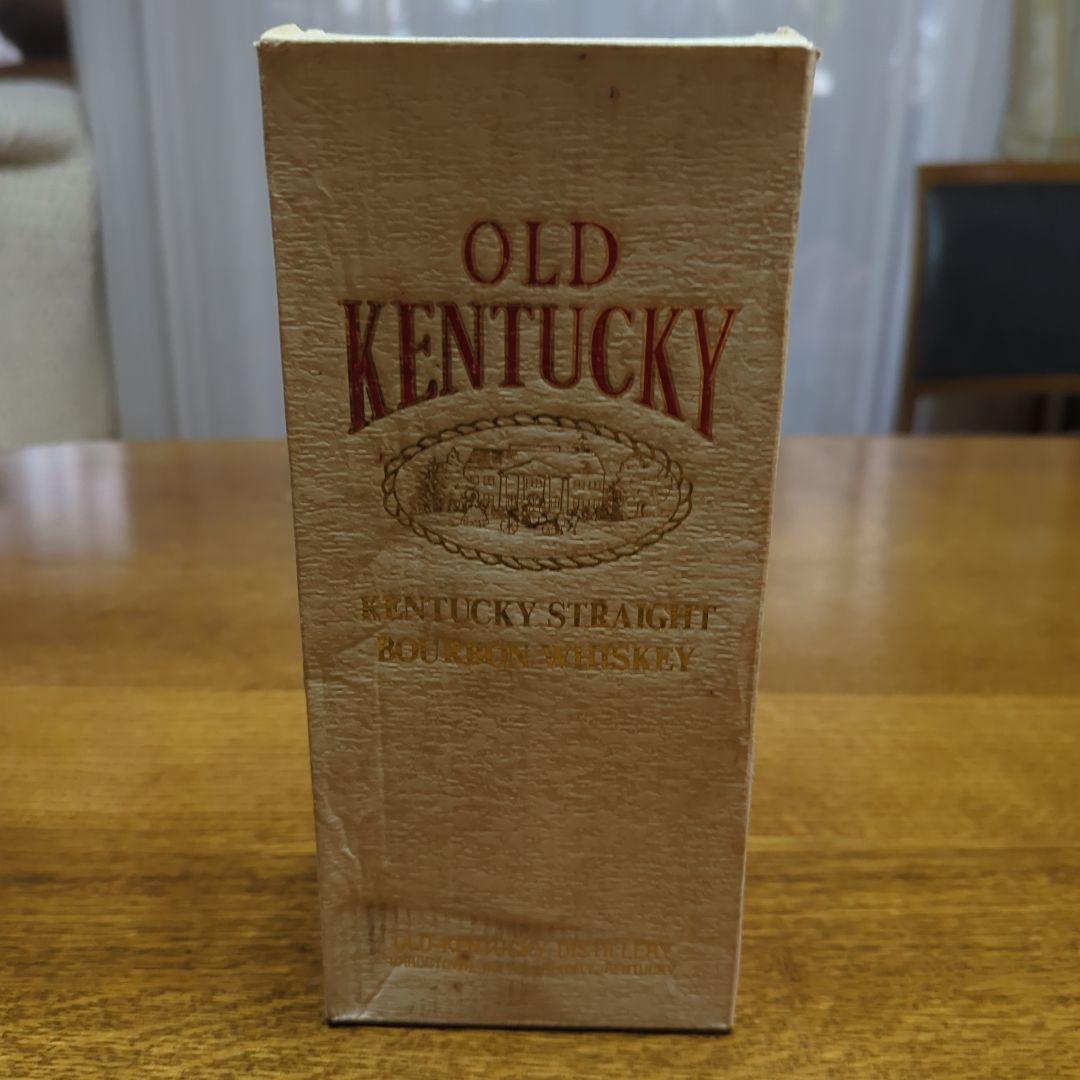 OLD
KENTUCKY
KENTUCKY STRAIGHT
BOURBON WHISKEY
OLD KENTUCKY DISTILLERY
KENTUCKY